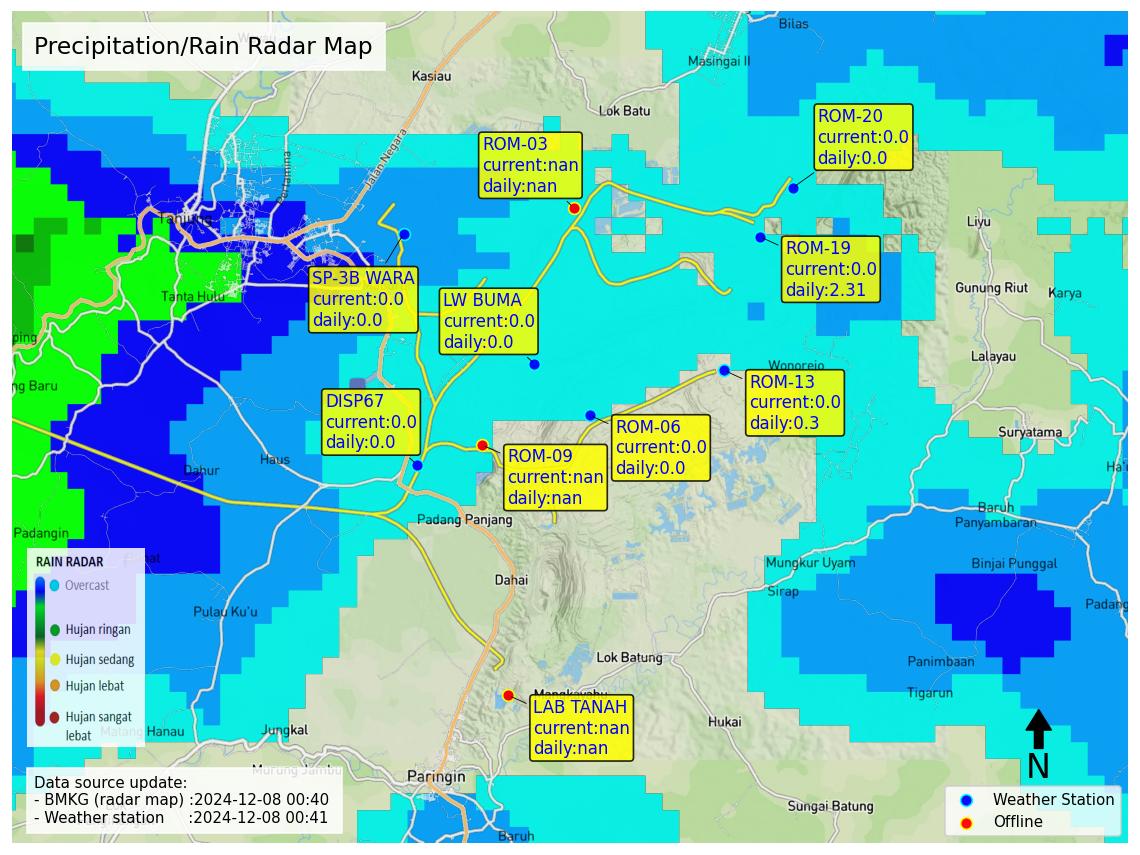 Precipitation/Rain Radar Map
Bilas
Masingai II
Kasiau
Lok Batu
Jalan Negara
Pertamina
ROM-20
current:0.0
daily:0.0
ROM-03
current:nan
daily:nan
Tanjung
Liyu
ROM-19
current:0.0
daily:2.31
SP-3B WARA
current:0.0
daily:0.0
LW BUMA
current:0.0
daily:0.0
Tanta Hulu
Gunung Riut
Karya
ping
Lalayau
Wonorejo
ng Baru
ROM-13
current:0.0
daily:0.3
DISP67
current:0.0
daily:0.0
ROM-06
current:0.0
daily:0.0
Suryatama
ROM-09
current:nan
daily:nan
Haus
Dahur
Padang Panjang
Baruh
Panyambaran
Padangin
Mungkur Uyam
Binjai Punggal
RAIN RADAR
Overcast
Hujan ringan
Hujan sedang
Hujan lebat
Hujan sangat
lebat
Dahai
Sirap
Padang
Pulau Ku'u
Lok Batung
Panimbaan
Tigarun
LAB TANAH
current:nan
daily:nan
Hukai
Matang Hanau
Jungkal
Murung Jambu
Paringin
N
Data source update:
- BMKG (radar map) :2024-12-08 00:40
- Weather station :2024-12-08 00:41
Sungai Batung
Baruh
Weather Station
Offline